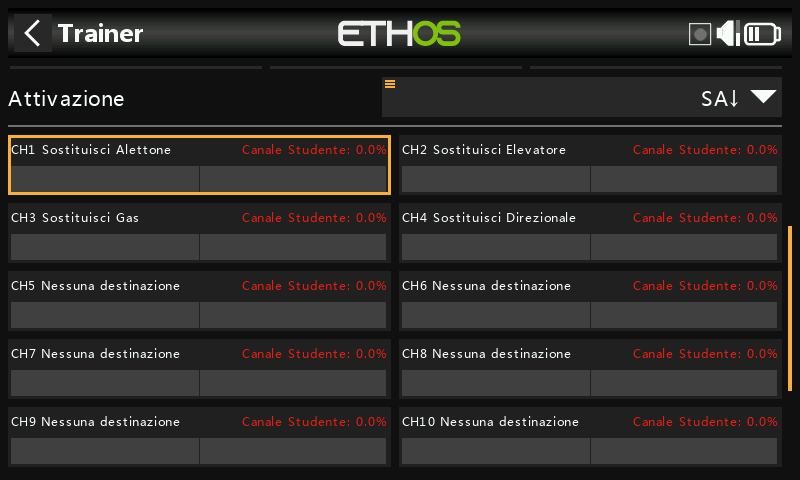 Trainer
ETHOS
Attivazione
SA↓
CH1 Sostituisci Alettone Canale Studente: 0.0%
CH2 Sostituisci Elevatore Canale Studente: 0.0%
CH3 Sostituisci Gas Canale Studente: 0.0%
CH4 Sostituisci Direzionale Canale Studente: 0.0%
CH5 Nessuna destinazione Canale Studente: 0.0%
CH6 Nessuna destinazione Canale Studente: 0.0%
CH7 Nessuna destinazione Canale Studente: 0.0%
CH8 Nessuna destinazione Canale Studente: 0.0%
CH9 Nessuna destinazione Canale Studente: 0.0%
CH10 Nessuna destinazione Canale Studente: 0.0%